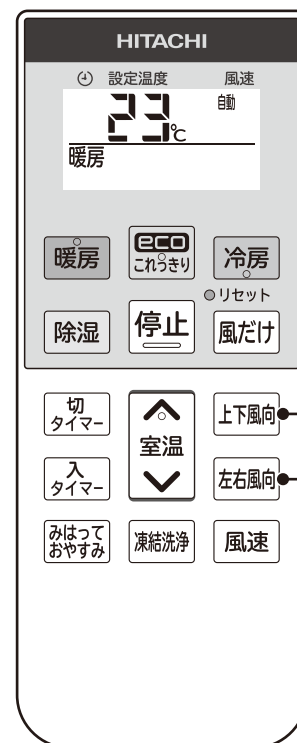 HITACHI
設定温度 風速
23℃ 自動
暖房
暖房 eco これっきり 冷房
リセット
除湿 停止 風だけ
切タイマー 室温 上下風向
入タイマー 左右風向
みはっておやすみ 凍結洗浄 風速